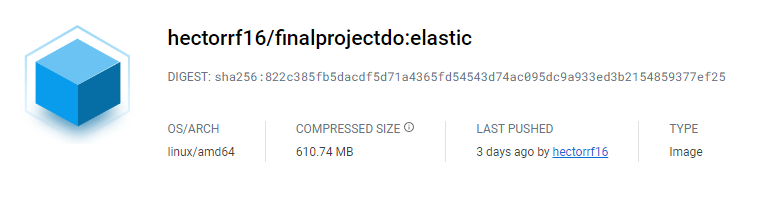 hectorrf16/finalprojectdo:elastic
DIGEST: sha256:822c385fb5dacdf5d71a4365fd54543d74ac095dc9a933ed3b2154859377ef25
OS/ARCH COMPRESSED SIZE LAST PUSHED TYPE
linux/amd64 610.74 MB 3 days ago by hectorrf16 Image